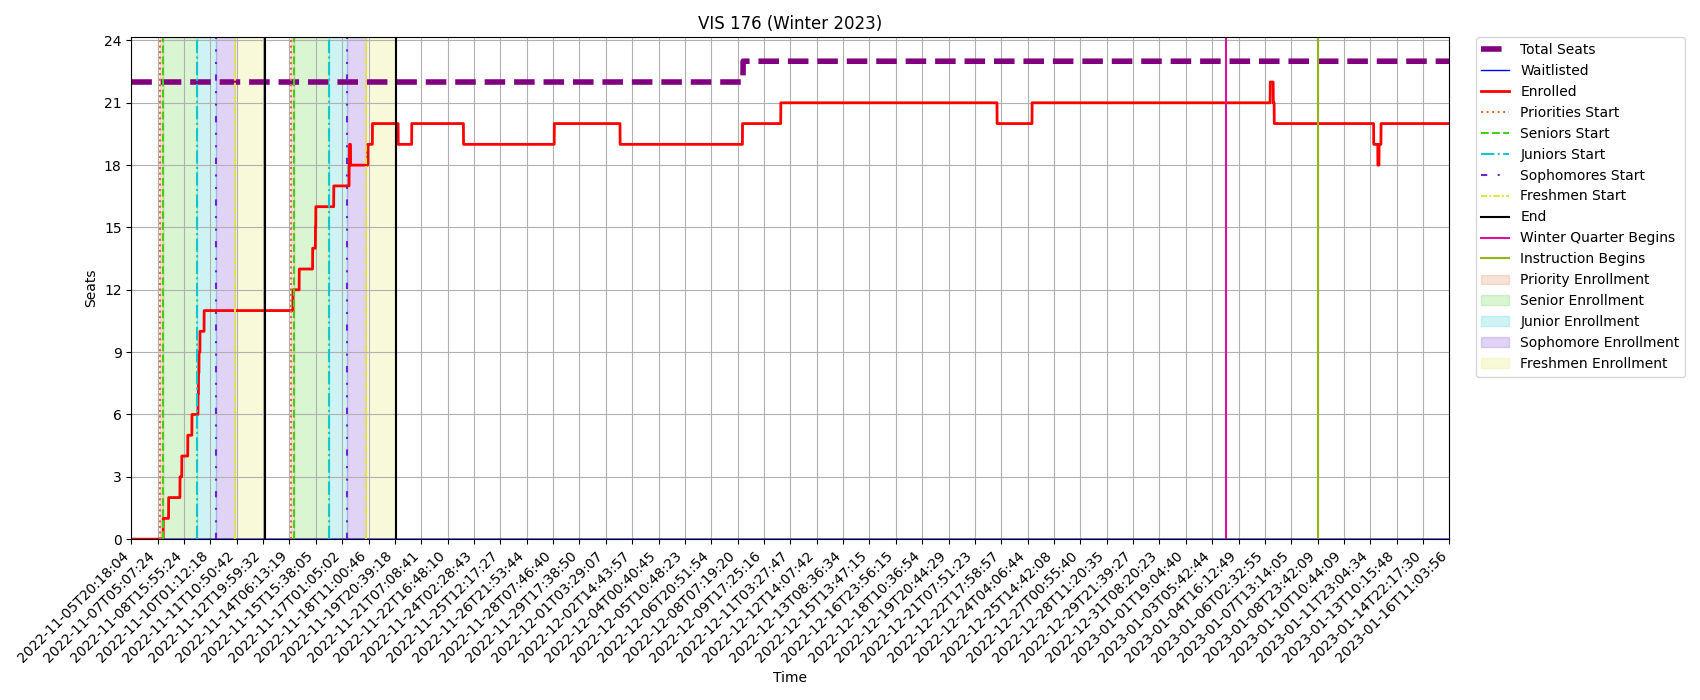 VIS 176 (Winter 2023)
24
21
18
15
12
9
6
3
0
Seats
2022-11-05T20:18:04
2022-11-07T05:07:24
2022-11-08T15:55:24
2022-11-10T01:12:18
2022-11-11T10:50:42
2022-11-12T19:59:32
2022-11-14T06:13:19
2022-11-15T15:38:05
2022-11-17T01:05:02
2022-11-18T11:00:46
2022-11-19T20:39:18
2022-11-21T07:08:41
2022-11-22T16:48:10
2022-11-24T02:28:43
2022-11-25T12:17:27
2022-11-26T21:53:44
2022-11-28T07:46:40
2022-11-29T17:38:50
2022-12-01T03:29:07
2022-12-02T14:43:57
2022-12-04T00:40:45
2022-12-05T10:48:23
2022-12-06T20:51:54
2022-12-08T07:19:20
2022-12-09T17:25:16
2022-12-11T03:27:47
2022-12-12T14:07:42
2022-12-13T08:36:34
2022-12-15T13:47:15
2022-12-16T23:56:15
2022-12-18T10:36:54
2022-12-19T20:44:29
2022-12-21T07:51:23
2022-12-22T17:58:57
2022-12-24T04:06:44
2022-12-25T14:42:08
2022-12-27T00:55:40
2022-12-28T11:20:35
2022-12-29T21:39:27
2022-12-31T08:20:23
2023-01-01T19:04:40
2023-01-03T05:42:44
2023-01-04T16:12:49
2023-01-06T02:32:55
2023-01-07T13:14:05
2023-01-08T23:42:09
2023-01-10T10:44:09
2023-01-11T23:04:34
2023-01-13T10:15:48
2023-01-14T22:17:30
2023-01-16T11:03:56
Time
Total Seats
Waitlisted
Enrolled
Priorities Start
Seniors Start
Juniors Start
Sophomores Start
Freshmen Start
End
Winter Quarter Begins
Instruction Begins
Priority Enrollment
Senior Enrollment
Junior Enrollment
Sophomore Enrollment
Freshmen Enrollment